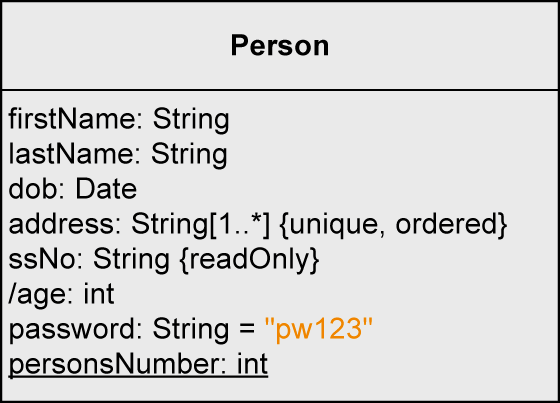 Person
firstName: String
lastName: String
dob: Date
address: String[1..*] {unique, ordered}
ssNo: String {readOnly}
/age: int
password: String = "pw123"
personsNumber: int